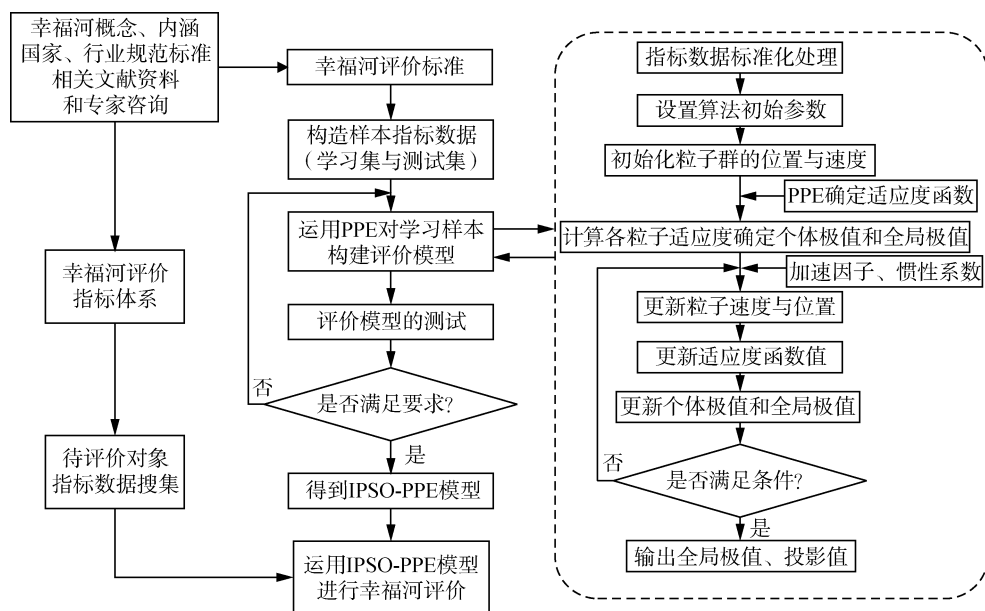 幸福河概念、内涵
国家、行业规范标准
相关文献资料
和专家咨询
幸福河评价
指标体系
待评价对象
指标数据搜集
幸福河评价标准
构造样本指标数据
（学习集与测试集）
运用PPE对学习样本
构建评价模型
评价模型的测试
否
是否满足要求?
是
得到IPSO-PPE模型
运用IPSO-PPE模型
进行幸福河评价
指标数据标准化处理
设置算法初始参数
初始化粒子群的位置与速度
PPE确定适应度函数
计算各粒子适应度确定个体极值和全局极值
加速因子、惯性系数
更新粒子速度与位置
更新适应度函数值
更新个体极值和全局极值
否
是否满足条件?
是
输出全局极值、投影值